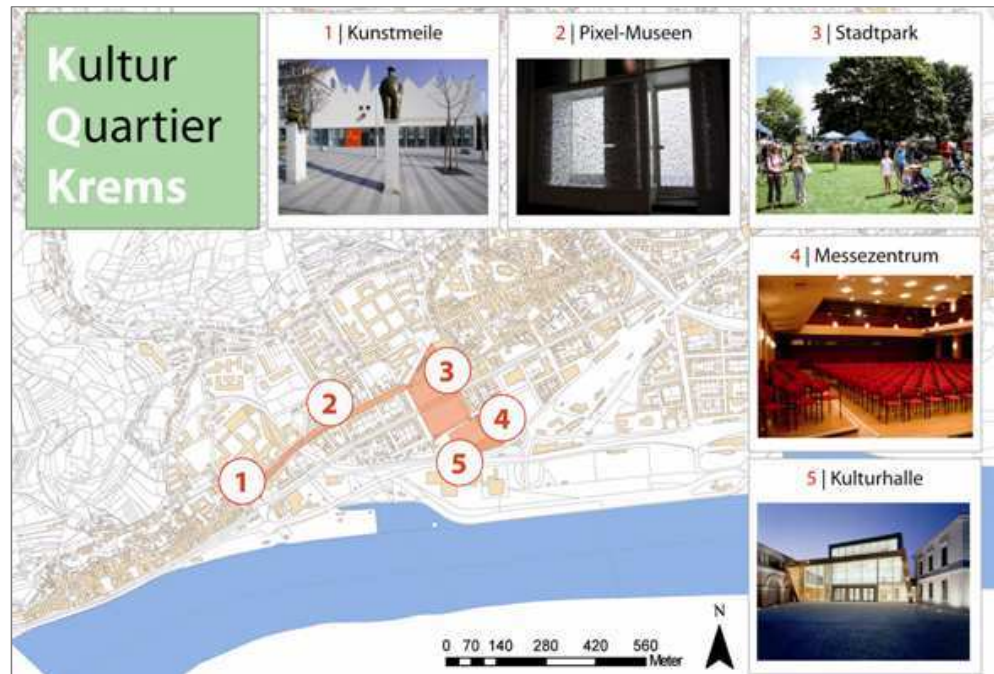 Kultur
Quartier
Krems
1 | Kunstmeile
2 | Pixel-Museen
3 | Stadtpark
4 | Messezentrum
5 | Kulturhalle
3
2
4
5
1
N
0 70 140 280 420 560
Meter